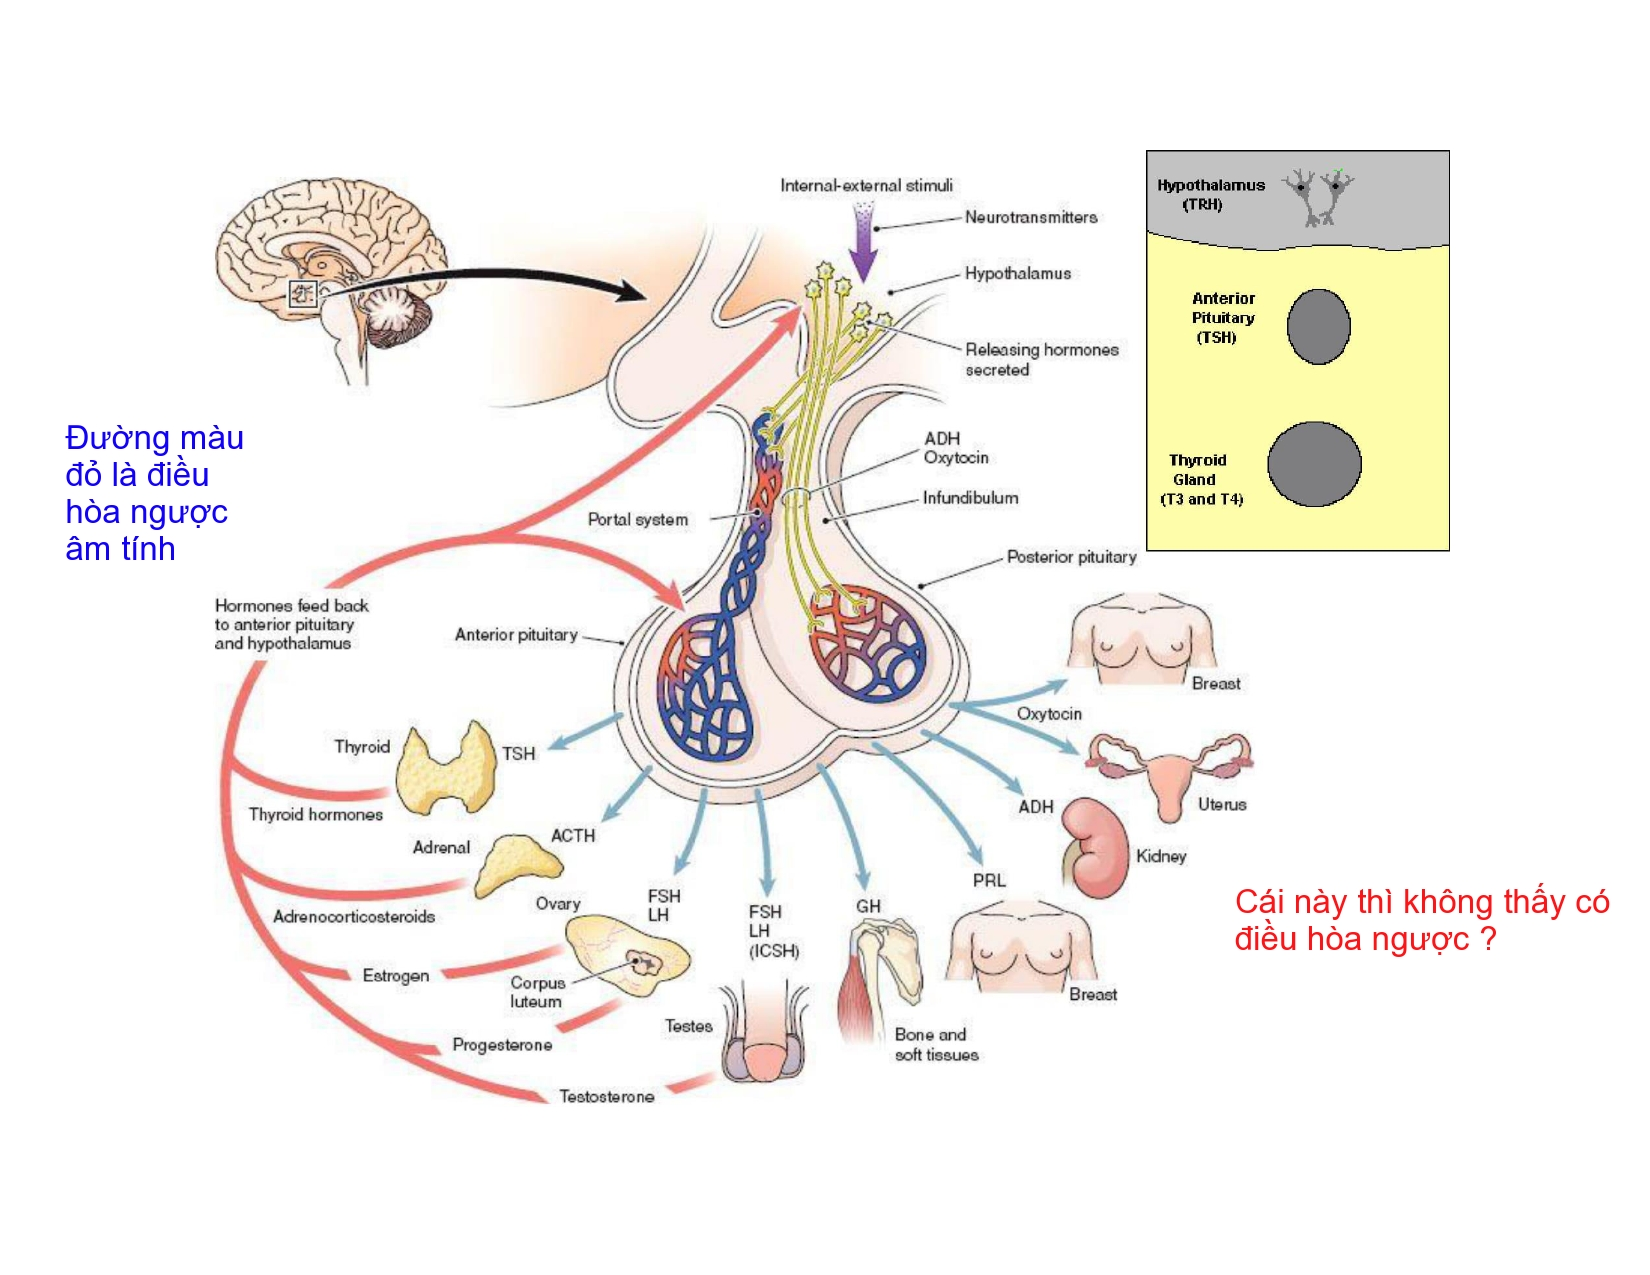 Internal-external stimuli
Neurotransmitters
Hypothalamus
Releasing hormones
secreted
ADH
Oxytocin
Infundibulum
Portal system
Posterior pituitary
Anterior pituitary
Hypothalamus
(TRH)
Anterior
Pituitary
(TSH)
Thyroid
Gland
(T3 and T4)
Đường màu
đỏ là điều
hòa ngược
âm tính
Hormones feed back
to anterior pituitary
and hypothalamus
Thyroid
TSH
Thyroid hormones
Adrenal
ACTH
Adrenocorticosteroids
Ovary
FSH
LH
Estrogen
Corpus
luteum
Progesterone
Testes
Testosterone
FSH
LH
(ICSH)
GH
Bone and
soft tissues
PRL
Breast
ADH
Kidney
Oxytocin
Breast
Uterus
Cái này thì không thấy có
điều hòa ngược ?